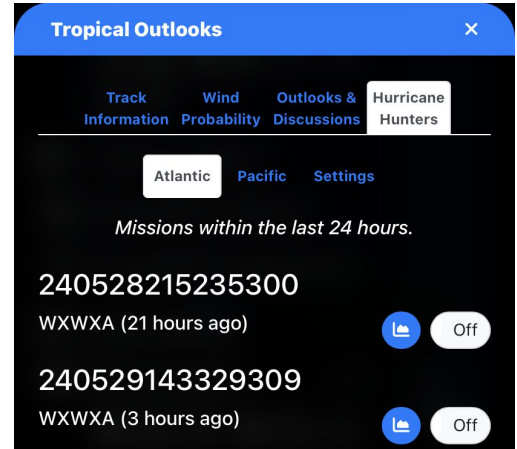 Tropical Outlooks
Track Information
Wind Probability
Outlooks & Discussions
Hurricane Hunters
Atlantic Pacific Settings
Missions within the last 24 hours.
240528215235300
WXWXA (21 hours ago)
Off
240529143329309
WXWXA (3 hours ago)
Off